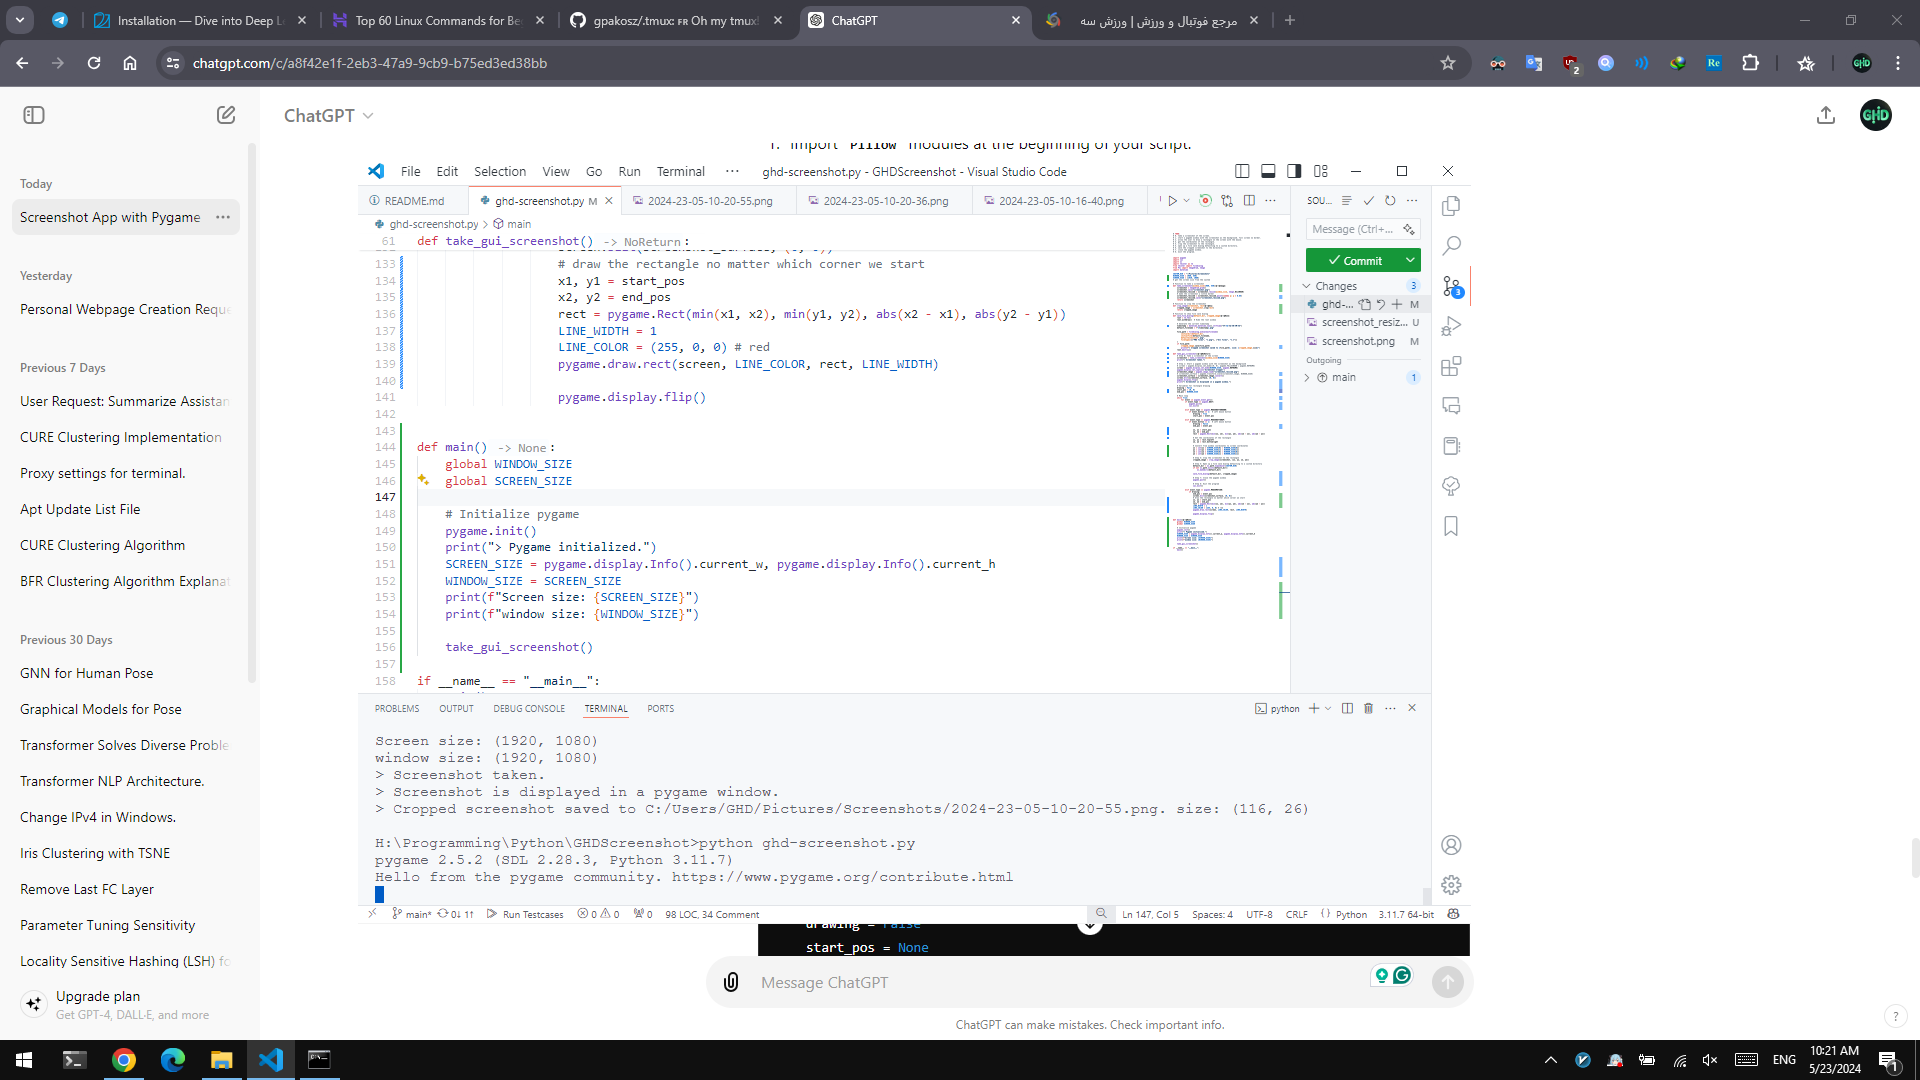 Installation — Dive into Deep L
Top 60 Linux Commands for Be
gpakosz/.tmux: FR Oh my tmux!
ChatGPT
مرجع فوتبال و ورزش | ورزش سه
chatgpt.com/c/a8f42e1f-2eb3-47a9-9cb9-b75ed3ed38bb
ChatGPT
Today
Screenshot App with Pygame
Yesterday
Personal Webpage Creation Reque
Previous 7 Days
User Request: Summarize Assistan
CURE Clustering Implementation
Proxy settings for terminal.
Apt Update List File
CURE Clustering Algorithm
BFR Clustering Algorithm Explanat
Previous 30 Days
GNN for Human Pose
Graphical Models for Pose
Transformer Solves Diverse Proble
Transformer NLP Architecture.
Change IPv4 in Windows.
Iris Clustering with TSNE
Remove Last FC Layer
Parameter Tuning Sensitivity
Locality Sensitive Hashing (LSH) fo
Upgrade plan
Get GPT-4, DALL·E, and more
1. Import Pillow modules at the beginning of your script.
File Edit Selection View Go Run Terminal ··· ghd-screenshot.py - GHDScreenshot - Visual Studio Code
README.md ghd-screenshot.py M 2024-23-05-10-20-55.png 2024-23-05-10-20-36.png 2024-23-05-10-16-40.png
ghd-screenshot.py > main
61 def take_gui_screenshot() -> NoReturn:
133 # draw the rectangle no matter which corner we start
134 x1, y1 = start_pos
135 x2, y2 = end_pos
136 rect = pygame.Rect(min(x1, x2), min(y1, y2), abs(x2 - x1), abs(y2 - y1))
137 LINE_WIDTH = 1
138 LINE_COLOR = (255, 0, 0) # red
139 pygame.draw.rect(screen, LINE_COLOR, rect, LINE_WIDTH)
140
141 pygame.display.flip()
142
143
144 def main() -> None:
145 global WINDOW_SIZE
146 global SCREEN_SIZE
147
148 # Initialize pygame
149 pygame.init()
150 print("> Pygame initialized.")
151 SCREEN_SIZE = pygame.display.Info().current_w, pygame.display.Info().current_h
152 WINDOW_SIZE = SCREEN_SIZE
153 print(f"Screen size: {SCREEN_SIZE}")
154 print(f"window size: {WINDOW_SIZE}")
155
156 take_gui_screenshot()
157
158 if __name__ == "__main__":
SOU...
Message (Ctrl+...
Commit
Changes 3
ghd-... M
screenshot_resiz... U
screenshot.png M
Outgoing
main 1
3
PROBLEMS OUTPUT DEBUG CONSOLE TERMINAL PORTS python
Screen size: (1920, 1080)
window size: (1920, 1080)
> Screenshot taken.
> Screenshot is displayed in a pygame window.
> Cropped screenshot saved to C:/Users/GHD/Pictures/Screenshots/2024-23-05-10-20-55.png. size: (116, 26)
H:\Programming\Python\GHDScreenshot>python ghd-screenshot.py
pygame 2.5.2 (SDL 2.28.3, Python 3.11.7)
Hello from the pygame community. https://www.pygame.org/contribute.html
main* 0↓ 1↑ Run Testcases 0 0 0 98 LOC, 34 Comment Ln 147, Col 5 Spaces: 4 UTF-8 CRLF Python 3.11.7 64-bit
drawing = False
start_pos = None
Message ChatGPT
ChatGPT can make mistakes. Check important info.
ENG
10:21 AM
5/23/2024
1